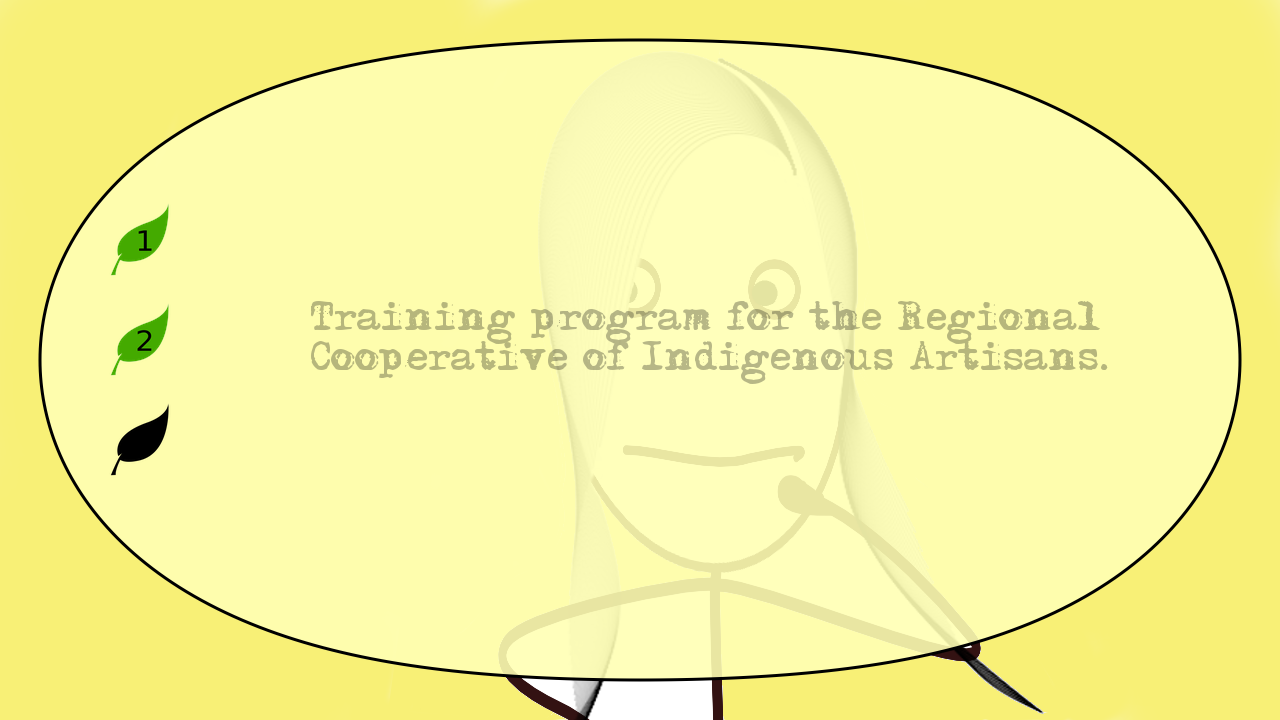 1
2
Training program for the Regional
Cooperative of Indigenous Artisans.